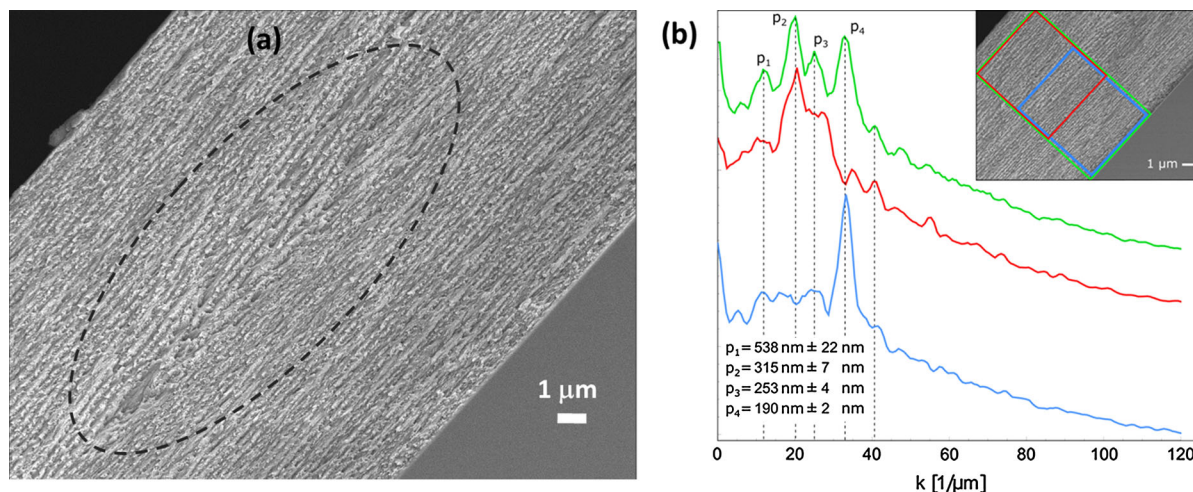 (a)
1 μm
(b)
p1
p2
p3
p4
1 μm
p1 = 538 nm ± 22 nm
p2 = 315 nm ± 7 nm
p3 = 253 nm ± 4 nm
p4 = 190 nm ± 2 nm
0 20 40 60 80 100 120
k [1/μm]